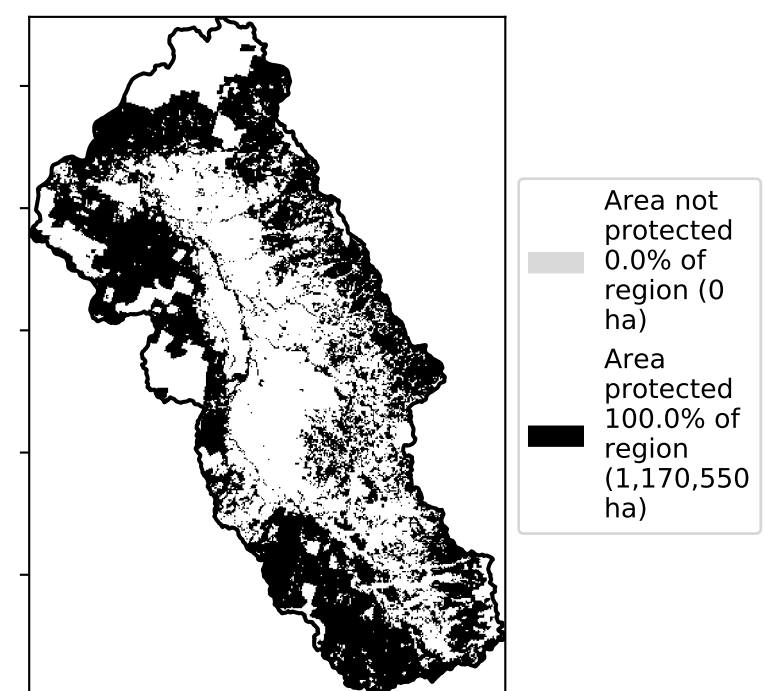 Area not
protected
0.0% of
region (0
ha)
Area
protected
100.0% of
region
(1,170,550
ha)